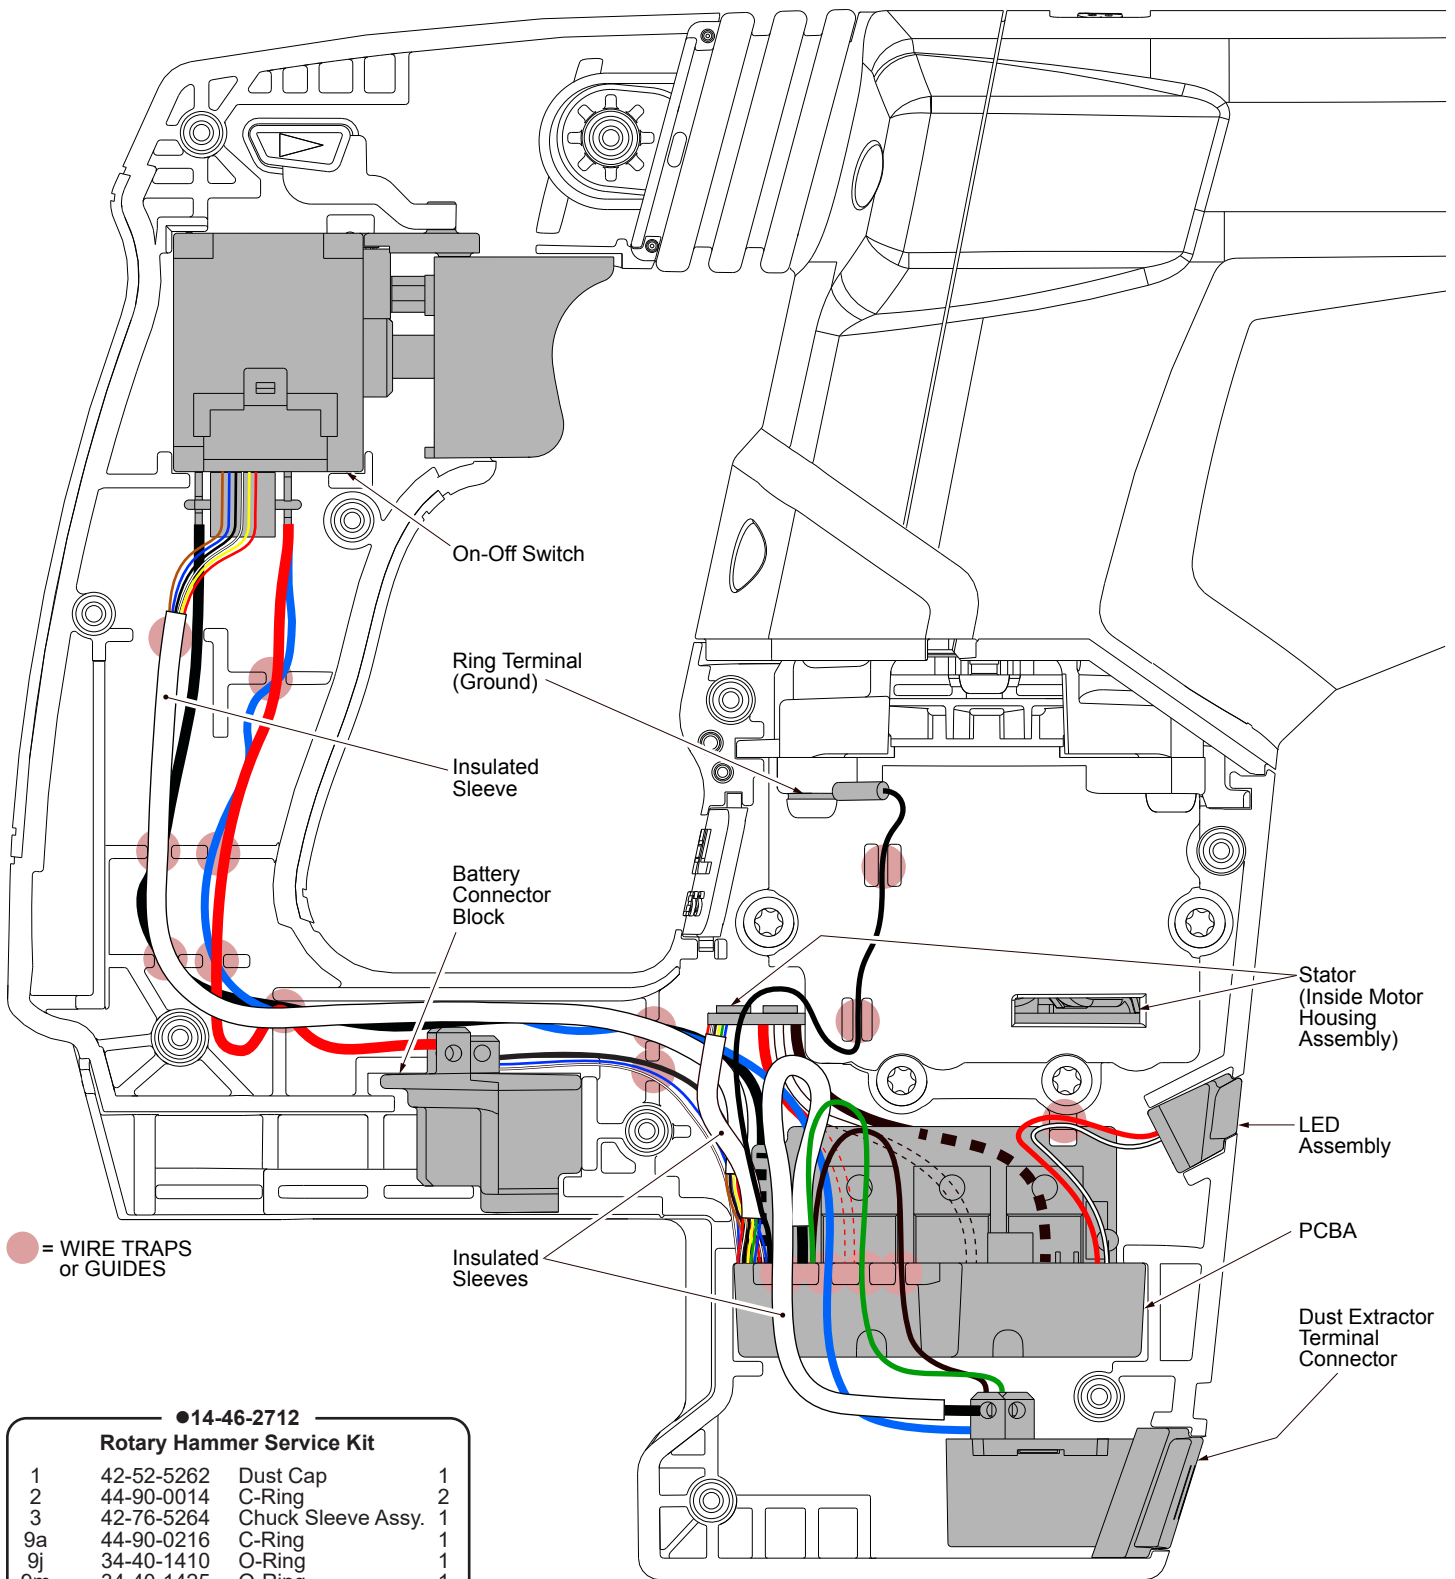 On-Off Switch
Ring Terminal
(Ground)
Insulated
Sleeve
Battery
Connector
Block
Stator
(Inside Motor
Housing
Assembly)
LED
Assembly
PCBA
= WIRE TRAPS
or GUIDES
Insulated
Sleeves
Dust Extractor
Terminal
Connector
●14-46-2712
Rotary Hammer Service Kit
1 42-52-5262 Dust Cap 1
2 44-90-0014 C-Ring 2
3 42-76-5264 Chuck Sleeve Assy. 1
9a 44-90-0216 C-Ring 1
9j 34-40-1410 O-Ring 1